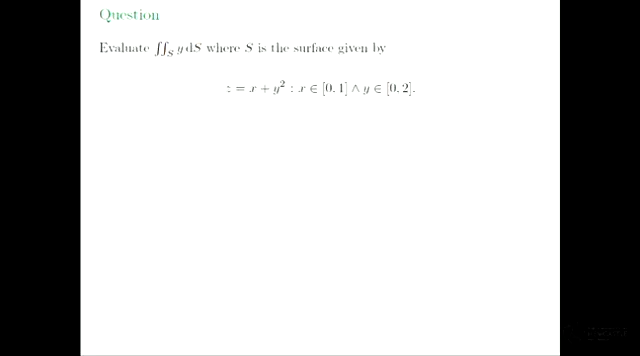 Question
Evaluate ∬_S y dS where S is the surface given by
z = x + y² : x ∈ [0, 1] ∧ y ∈ [0, 2].